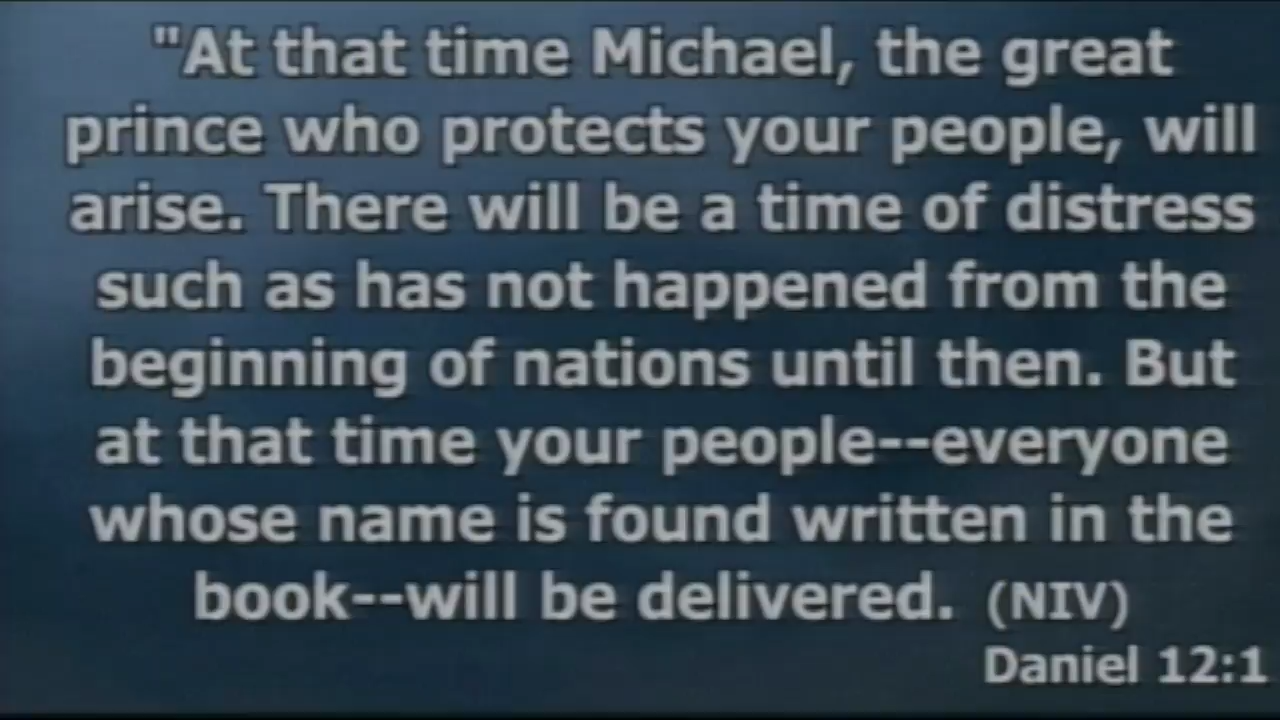 "At that time Michael, the great
prince who protects your people, will
arise. There will be a time of distress
such as has not happened from the
beginning of nations until then. But
at that time your people--everyone
whose name is found written in the
book--will be delivered. (NIV)
Daniel 12:1